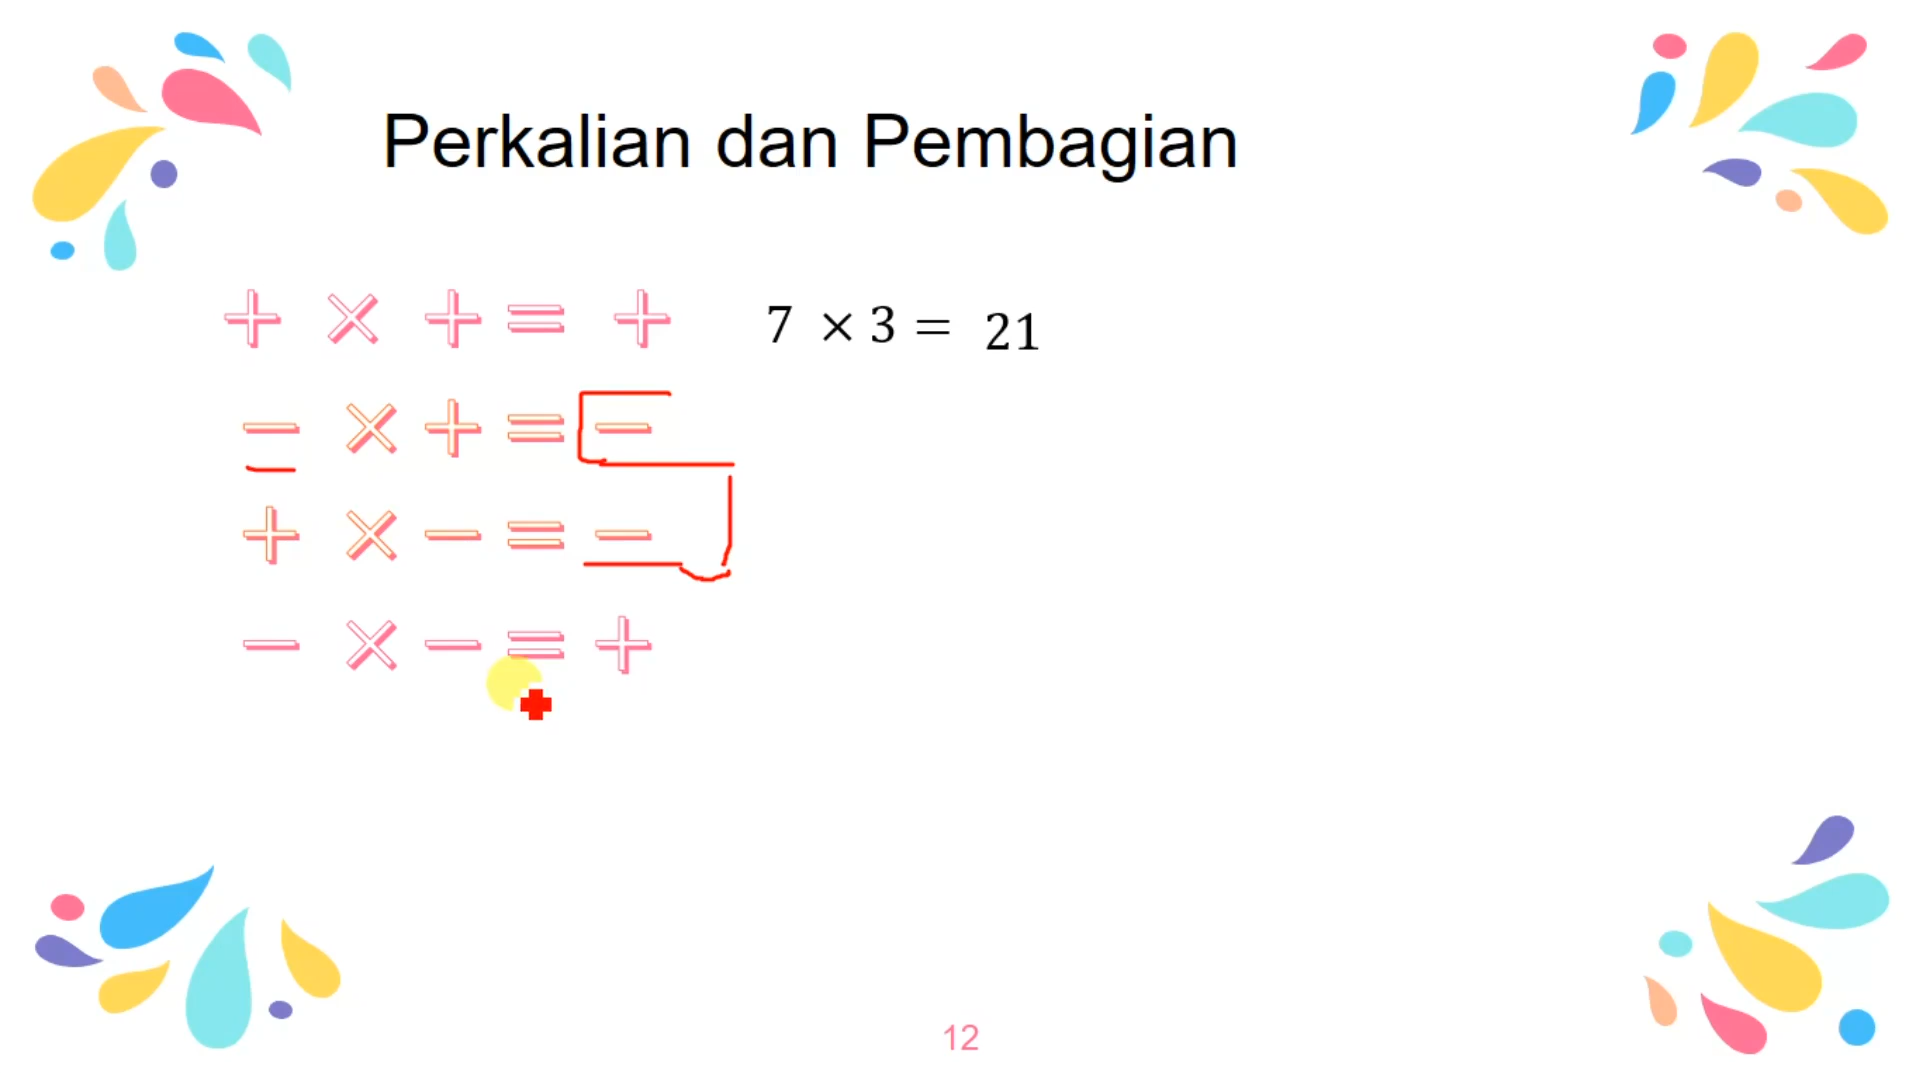 Perkalian dan Pembagian
+ × + = + 7 × 3 = 21
− × + = −
+ × − = −
− × − = +
12